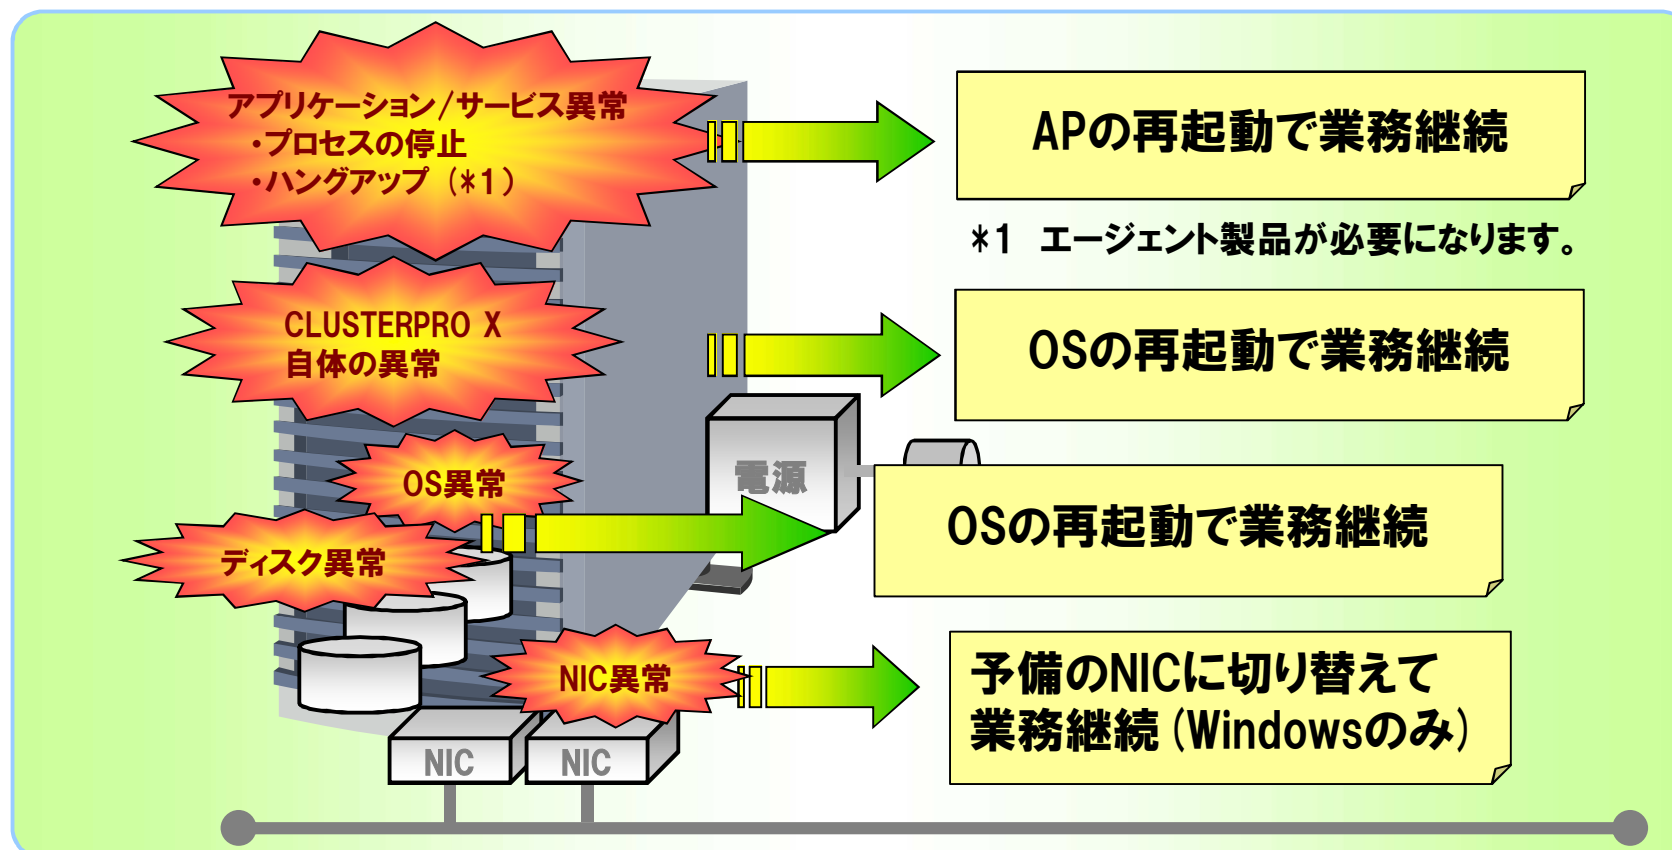 アプリケーション/サービス異常
・プロセスの停止
・ハングアップ (*1)
APの再起動で業務継続
*1 エージェント製品が必要になります。
CLUSTERPRO X
自体の異常
OSの再起動で業務継続
電源
OS異常
ディスク異常
OSの再起動で業務継続
NIC異常
予備のNICに切り替えて
業務継続(Windowsのみ)
NIC
NIC